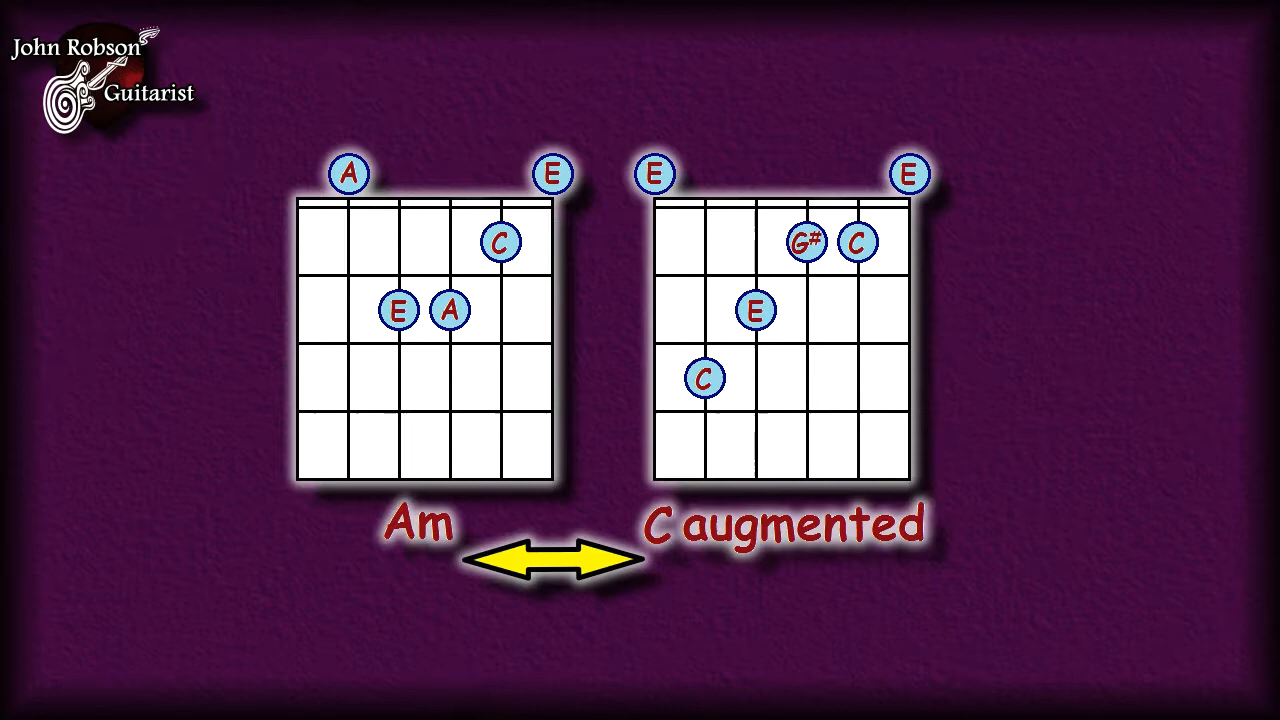 John Robson
Guitarist
A E E E
C G# C
E A E
C
Am C augmented